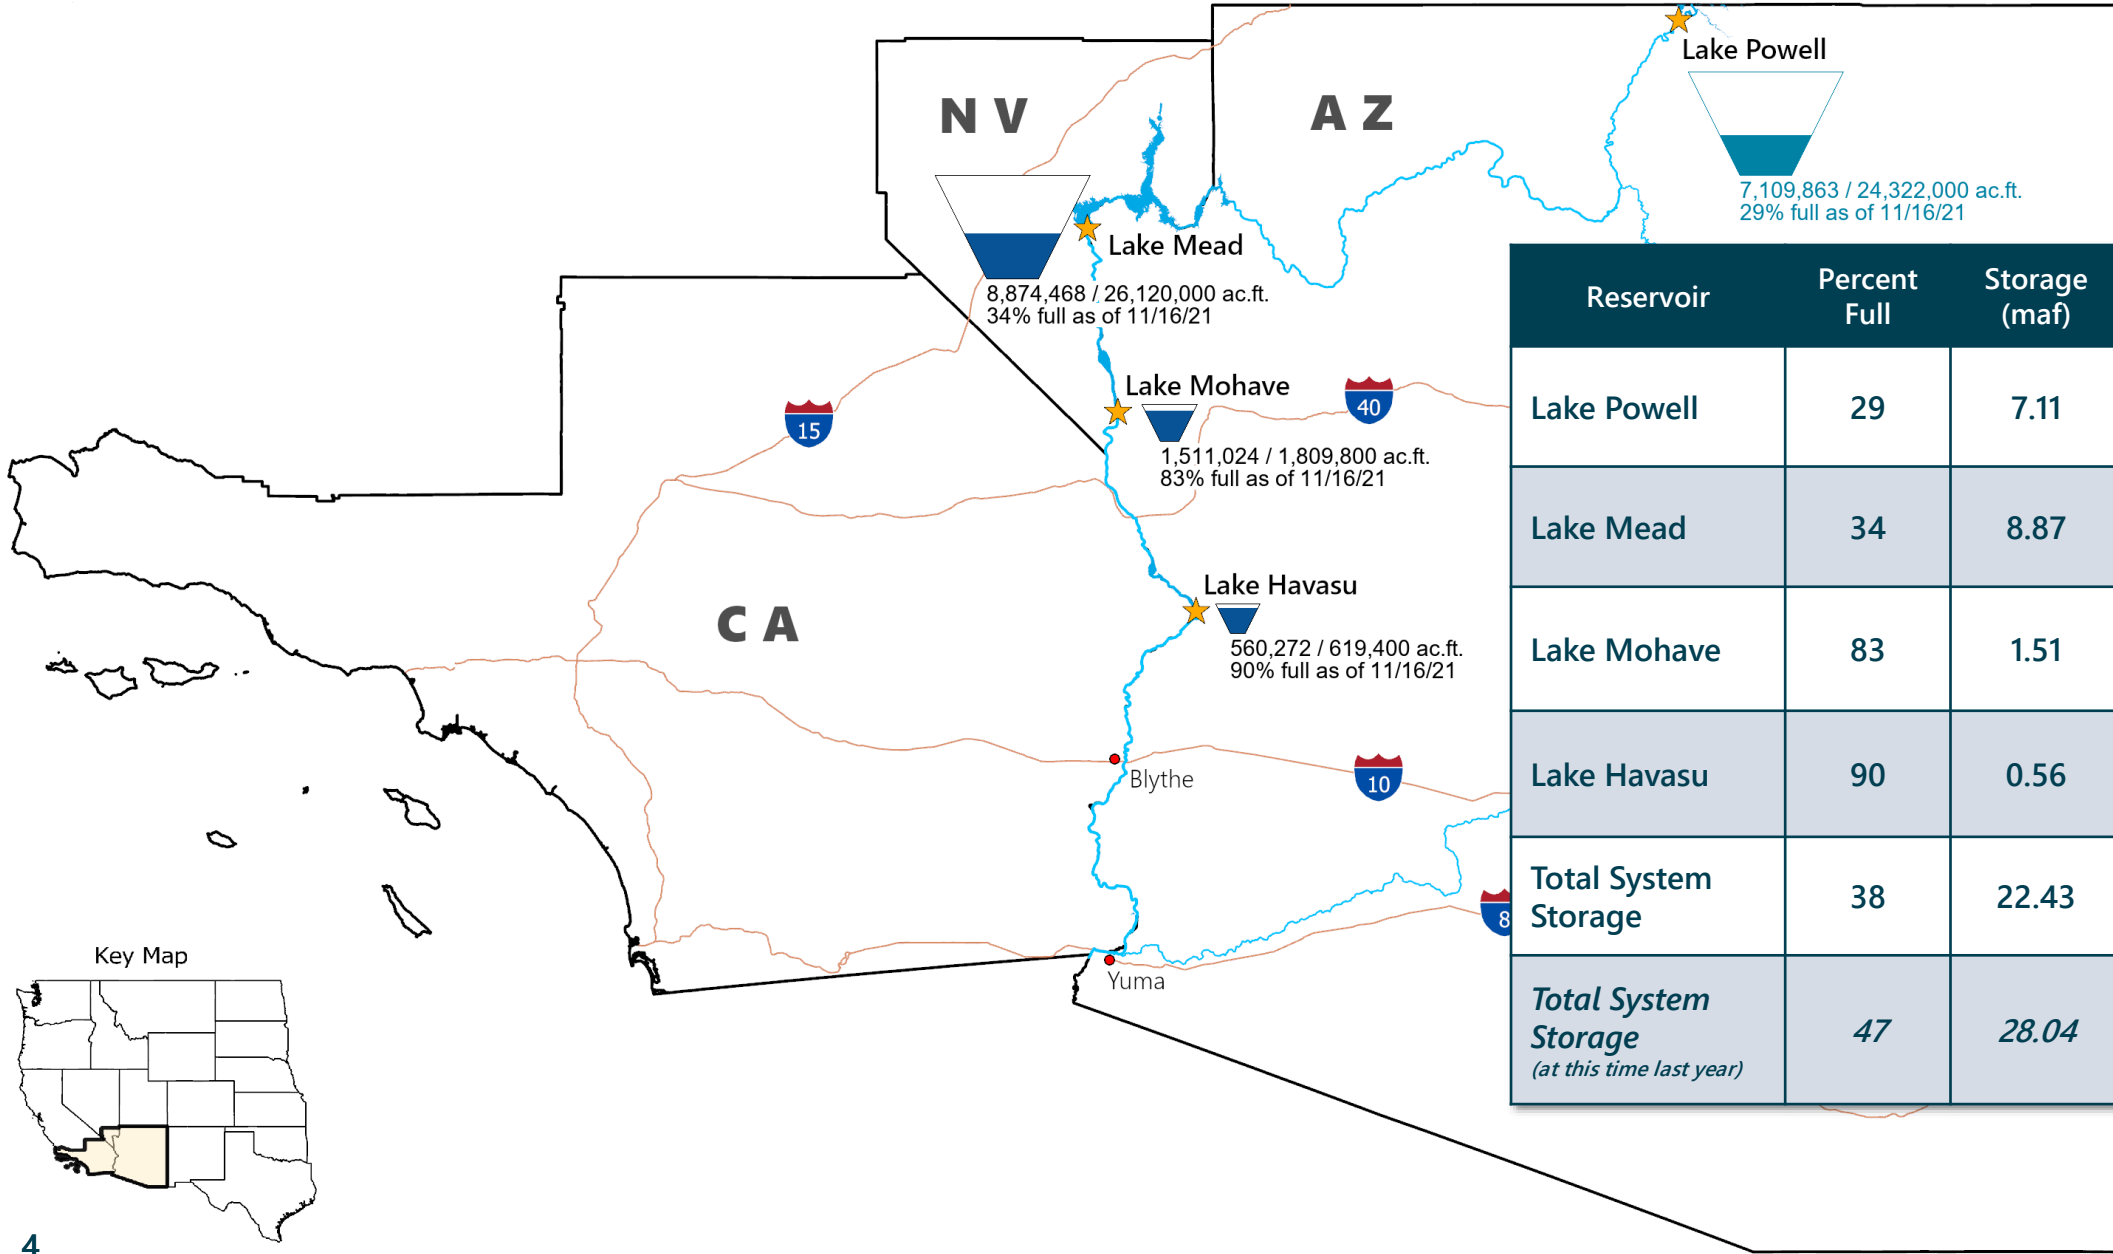 Lake Powell
7,109,863 / 24,322,000 ac.ft.
29% full as of 11/16/21
N V
A Z
Lake Mead
8,874,468 / 26,120,000 ac.ft.
34% full as of 11/16/21
Lake Mohave
1,511,024 / 1,809,800 ac.ft.
83% full as of 11/16/21
15
40
Lake Havasu
560,272 / 619,400 ac.ft.
90% full as of 11/16/21
C A
Blythe
10
8
Yuma
Reservoir
Percent
Full
Storage
(maf)
Lake Powell
29
7.11
Lake Mead
34
8.87
Lake Mohave
83
1.51
Lake Havasu
90
0.56
Total System
Storage
38
22.43
Total System
Storage
(at this time last year)
47
28.04
Key Map
4